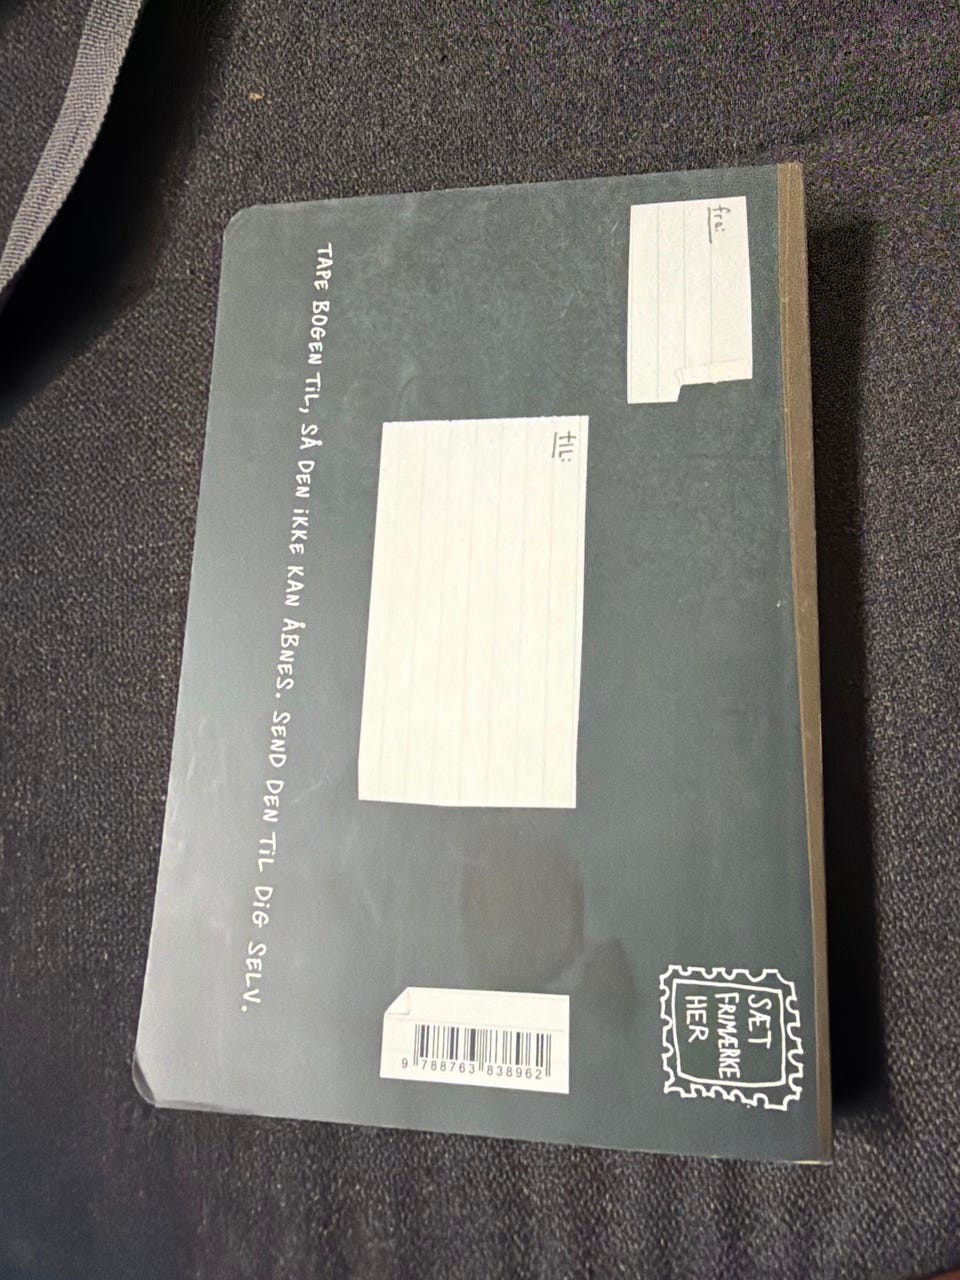 fra:
SÆT
FRIMÆRKE
HER
til:
9 788763 838962
TAPE BOGEN TiL, SÅ DEN iKKE KAN ÅBNES. SEND DEN TiL DiG SELV.